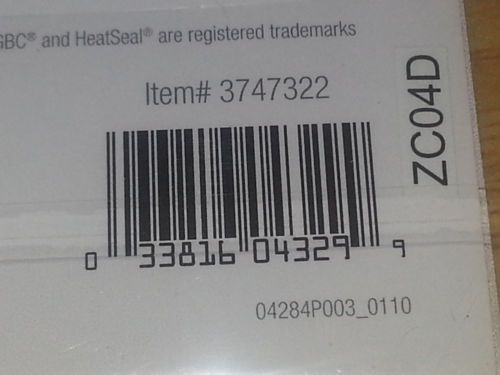 GBC® and HeatSeal® are registered trademarks
Item# 3747322
ZC04D
0 33816 04329 9
04284P003_0110